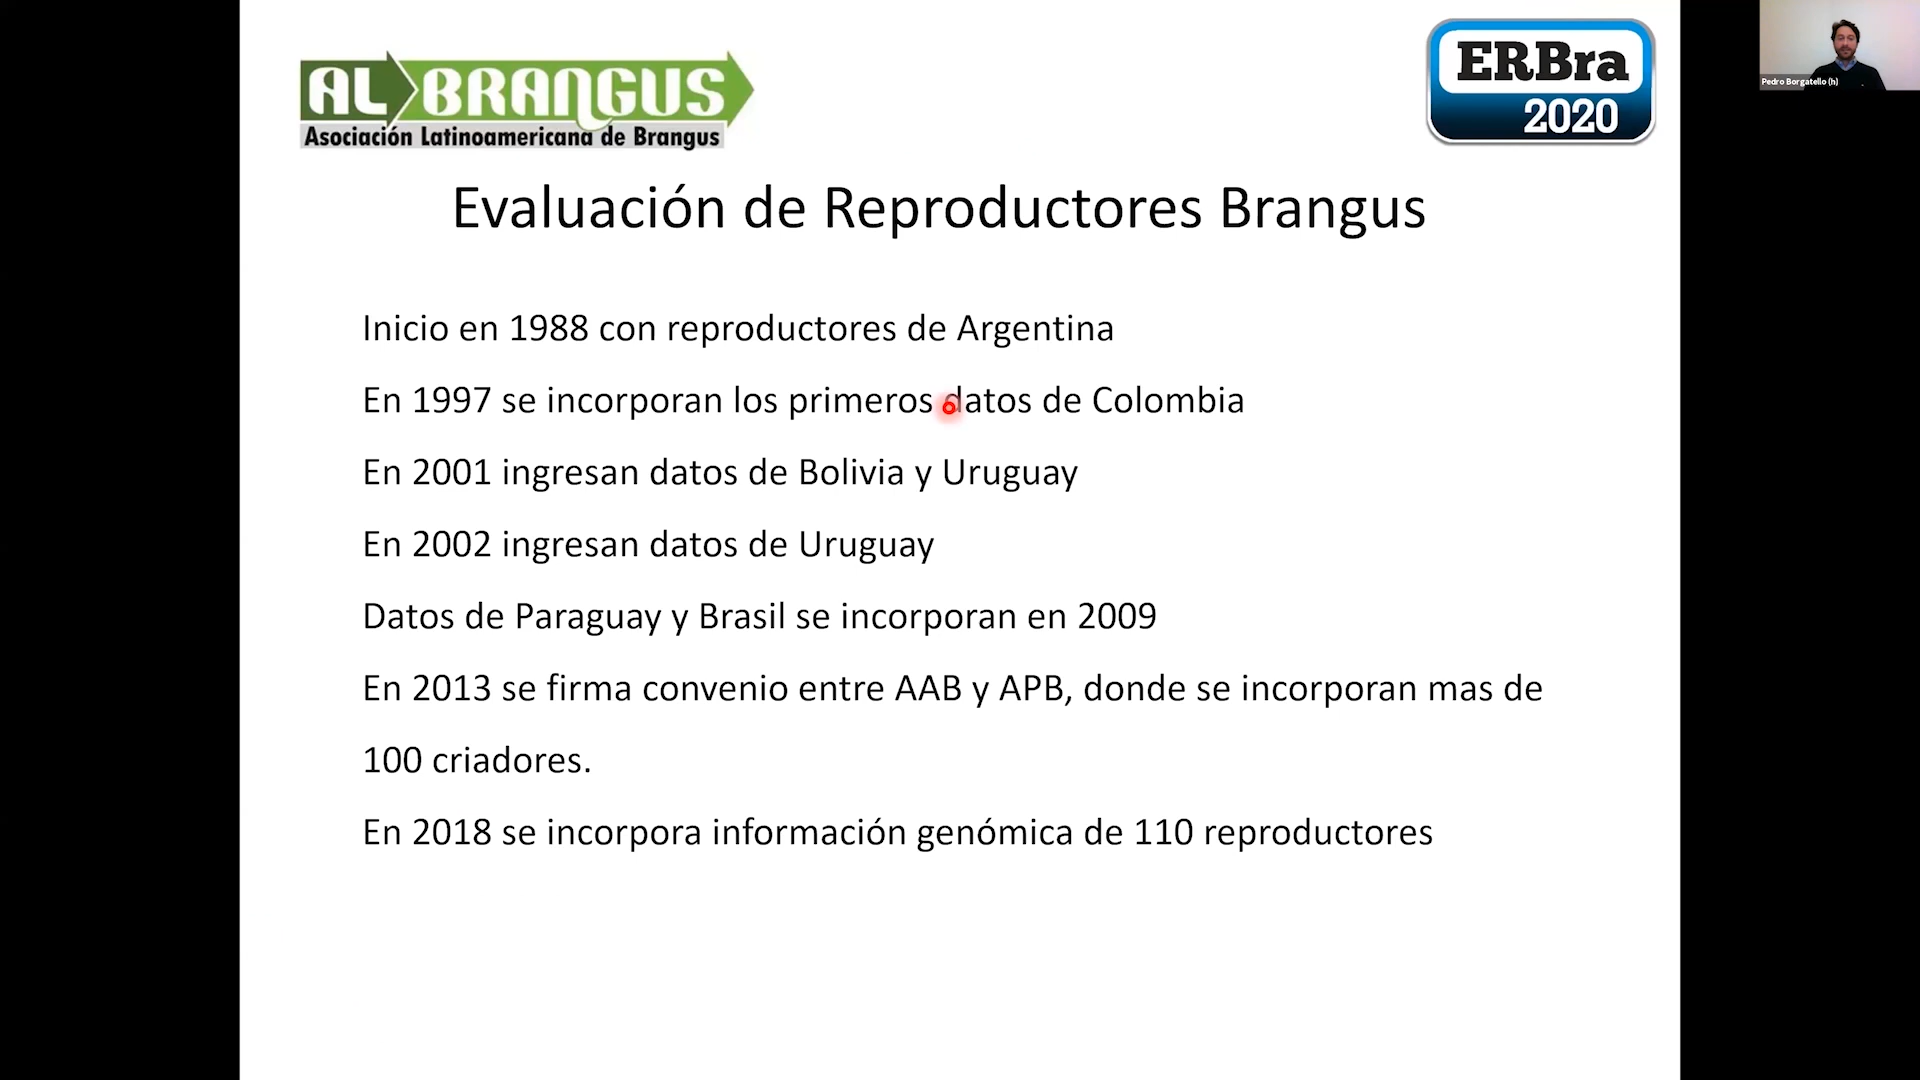 AL BRANGUS
Asociación Latinoamericana de Brangus
ERBra
2020
Pedro Borgatello (h)
Evaluación de Reproductores Brangus
Inicio en 1988 con reproductores de Argentina
En 1997 se incorporan los primeros datos de Colombia
En 2001 ingresan datos de Bolivia y Uruguay
En 2002 ingresan datos de Uruguay
Datos de Paraguay y Brasil se incorporan en 2009
En 2013 se firma convenio entre AAB y APB, donde se incorporan mas de
100 criadores.
En 2018 se incorpora información genómica de 110 reproductores